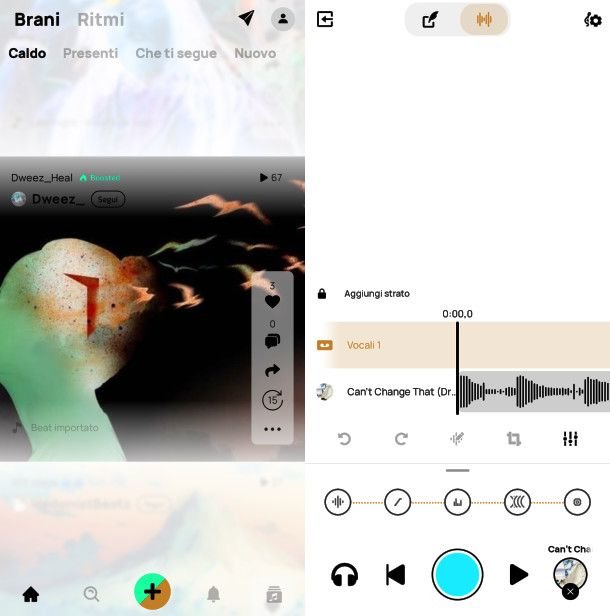 Brani Ritmi
Caldo Presenti Che ti segue Nuovo
Dweez_Heal Boosted 67
Dweez_ Segui
3
0
15
Beat importato
Aggiungi strato
0:00,0
Vocali 1
Can't Change That (Dr...
Can't Cha